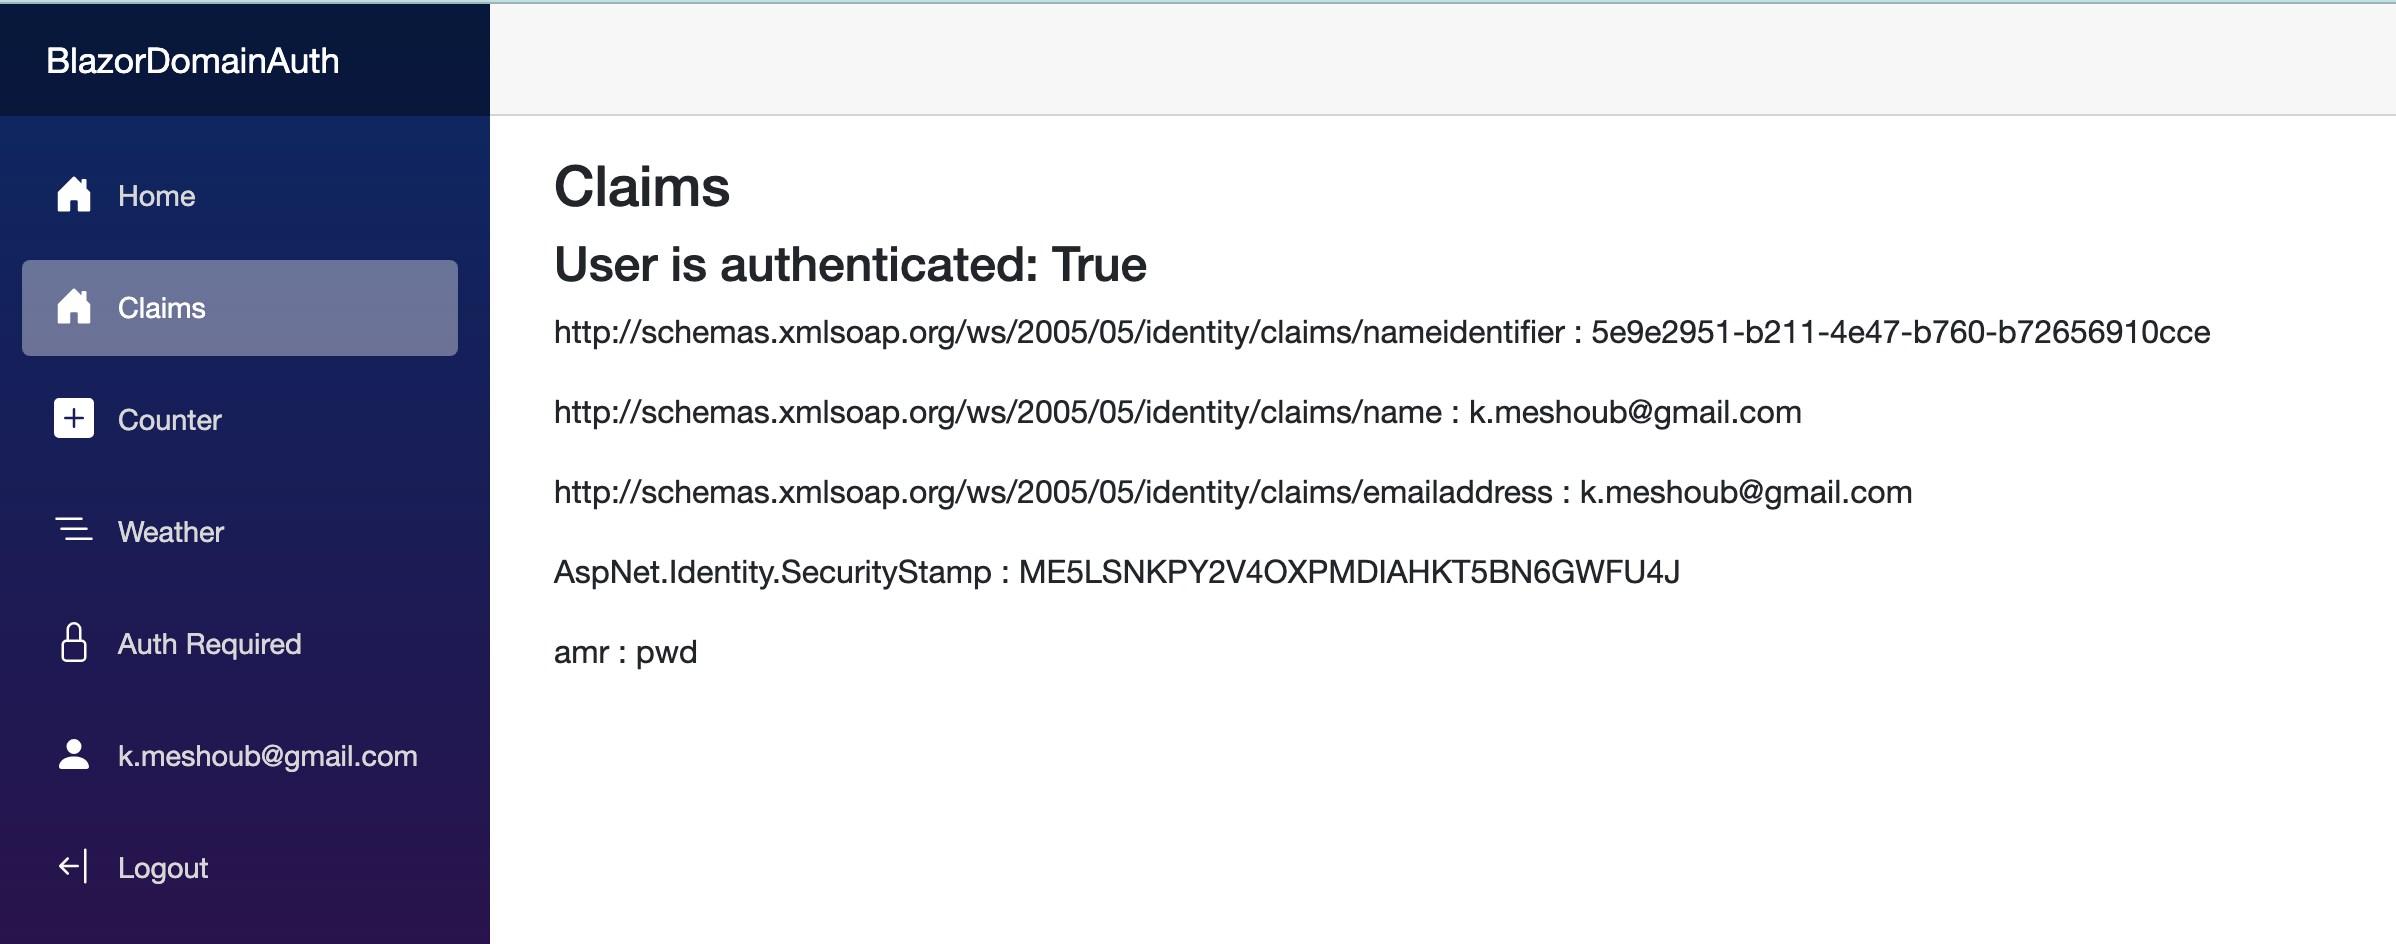 BlazorDomainAuth
Home
Claims
Counter
Weather
Auth Required
k.meshoub@gmail.com
Logout
Claims
User is authenticated: True
http://schemas.xmlsoap.org/ws/2005/05/identity/claims/nameidentifier : 5e9e2951-b211-4e47-b760-b72656910cce
http://schemas.xmlsoap.org/ws/2005/05/identity/claims/name : k.meshoub@gmail.com
http://schemas.xmlsoap.org/ws/2005/05/identity/claims/emailaddress : k.meshoub@gmail.com
AspNet.Identity.SecurityStamp : ME5LSNKPY2V4OXPMDIAHKT5BN6GWFU4J
amr : pwd